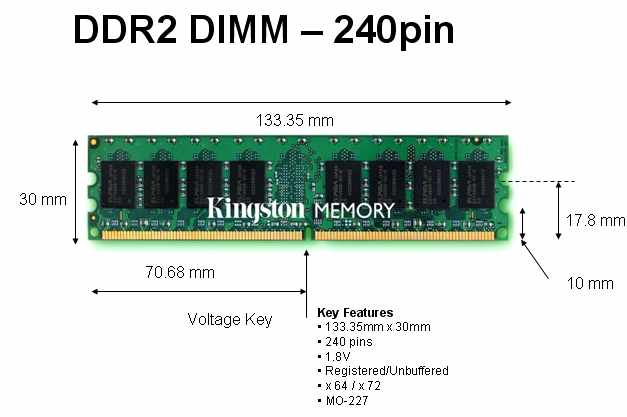 DDR2 DIMM – 240pin
133.35 mm
30 mm
Kingston MEMORY
17.8 mm
70.68 mm
10 mm
Voltage Key
Key Features
▪ 133.35mm x 30mm
▪ 240 pins
▪ 1.8V
▪ Registered/Unbuffered
▪ x 64 / x 72
▪ MO-227